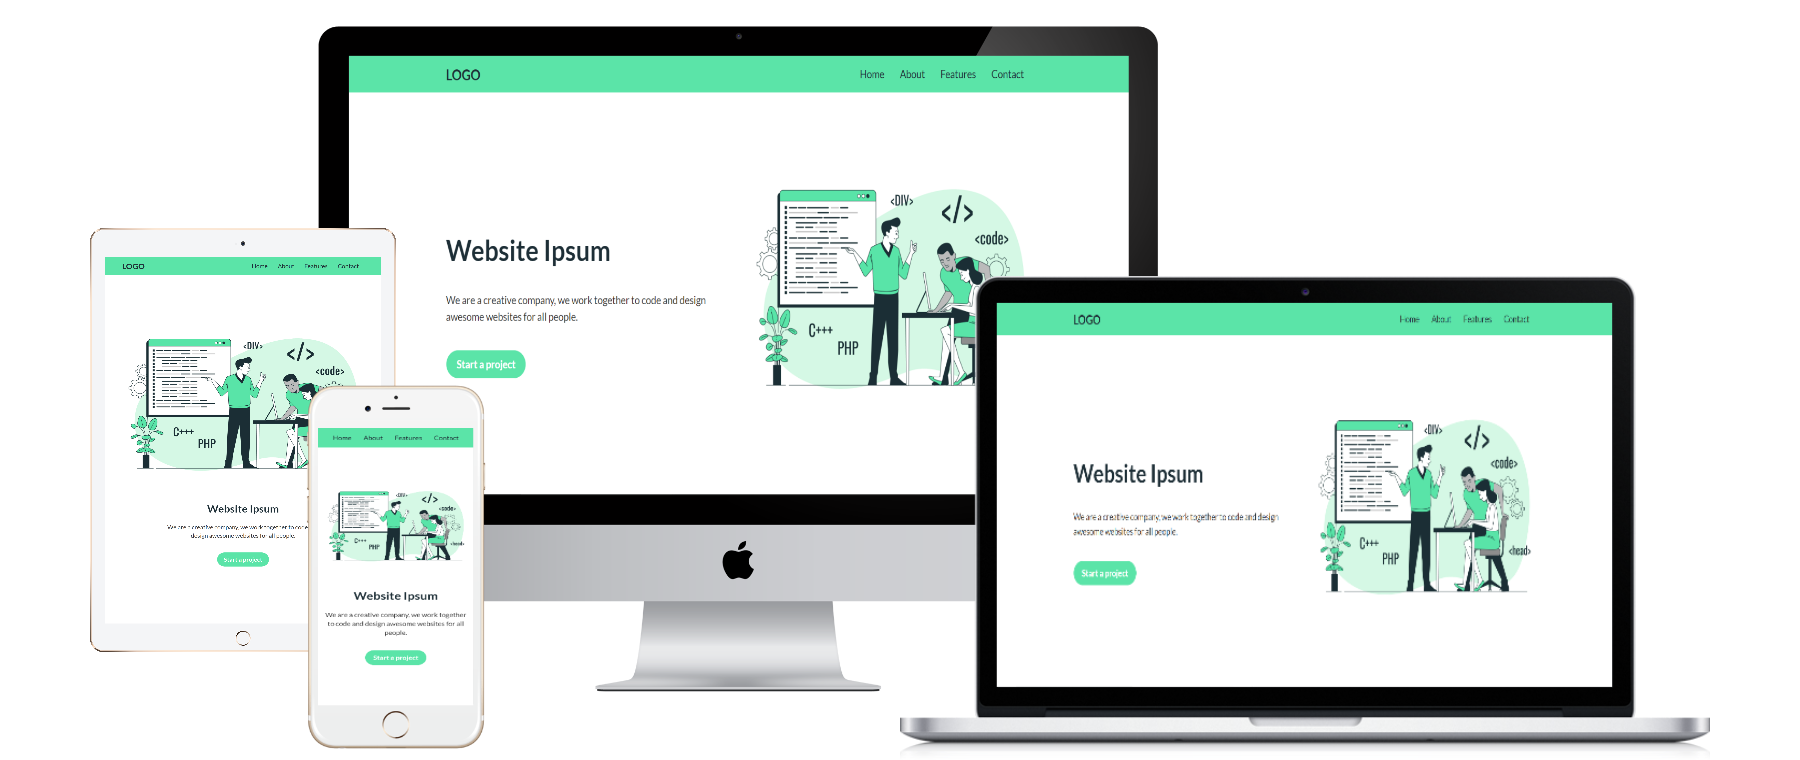 LOGO
Home About Features Contact
Website Ipsum
We are a creative company, we work together to code and design
awesome websites for all people.
Start a project
<DIV>
</>
<code>
C+++
PHP
LOGO
Home About Features Contact
<DIV>
</>
<code>
C+++
PHP
Website Ipsum
We are a creative company, we work together to code
design awesome websites for all people.
Start a project
Home About Features Contact
<DIV>
</>
<code>
C+++
PHP
<head>
Website Ipsum
We are a creative company, we work together
to code and design awesome websites for all
people.
Start a project
LOGO
Home About Features Contact
Website Ipsum
We are a creative company, we work together to code and design
awesome websites for all people.
Start a project
<DIV>
</>
<code>
C+++
PHP
<head>